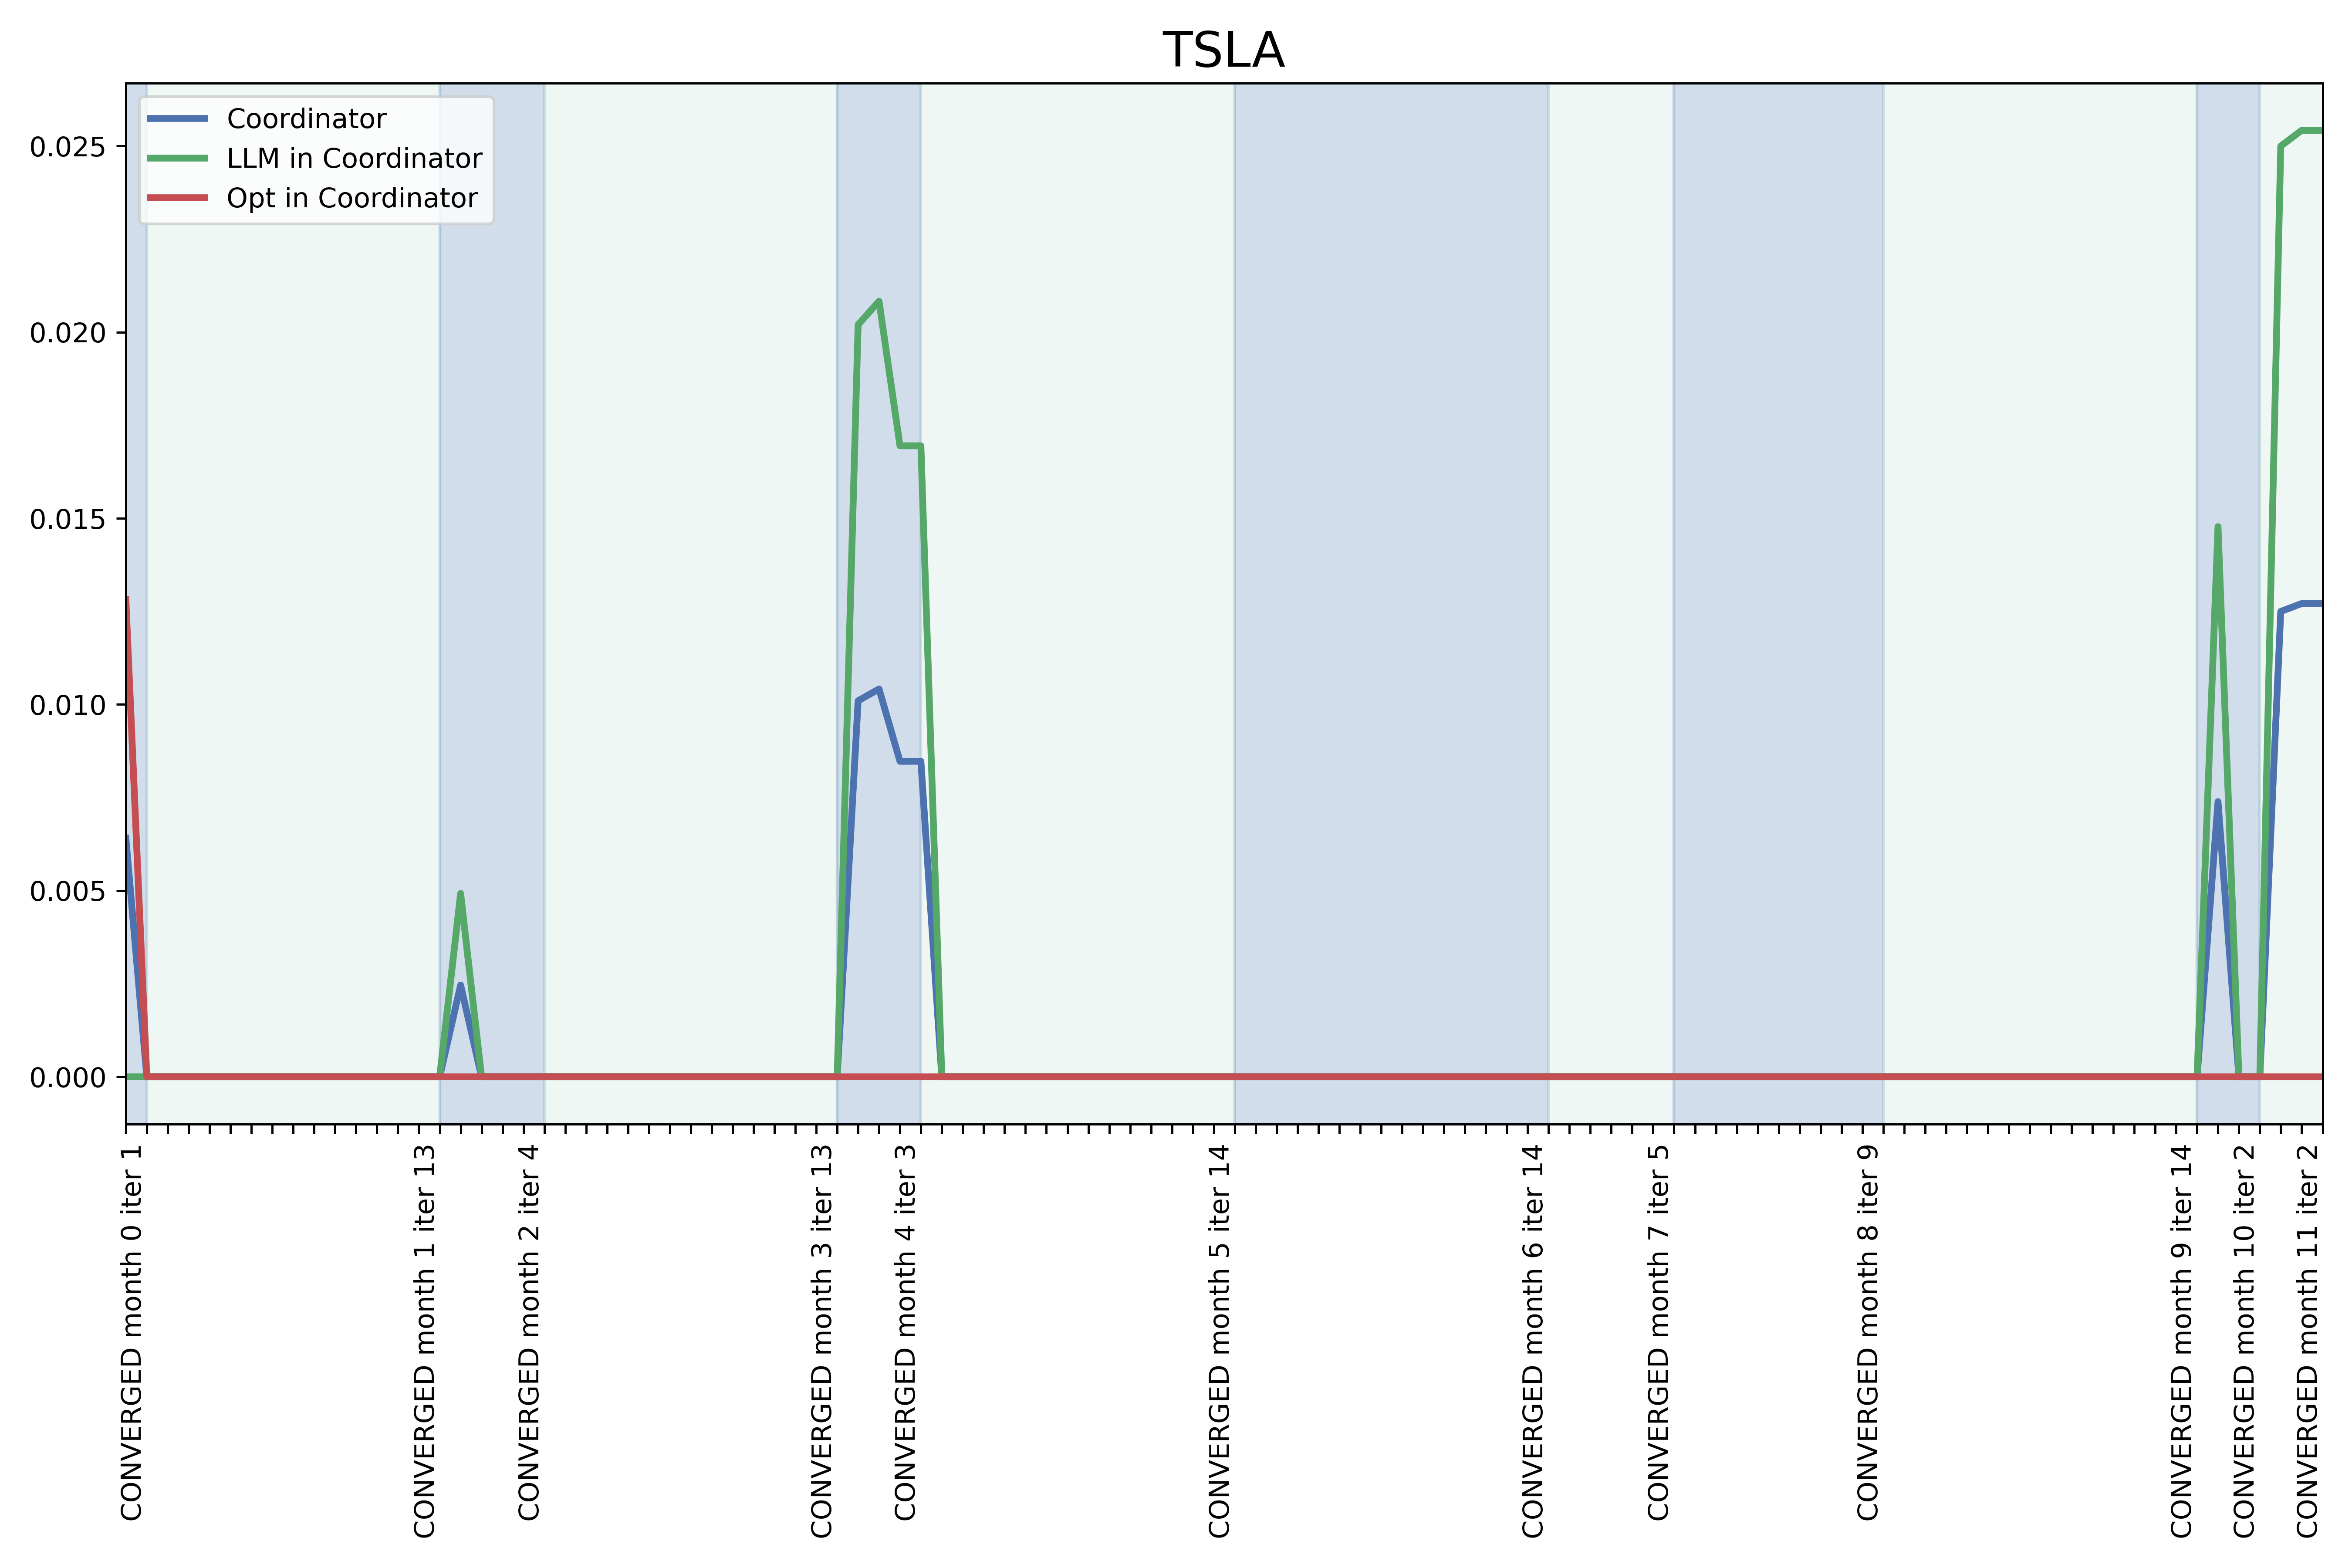 TSLA
Coordinator
LLM in Coordinator
Opt in Coordinator
0.025
0.020
0.015
0.010
0.005
0.000
CONVERGED month 0 iter 1
CONVERGED month 1 iter 13
CONVERGED month 2 iter 4
CONVERGED month 3 iter 13
CONVERGED month 4 iter 3
CONVERGED month 5 iter 14
CONVERGED month 6 iter 14
CONVERGED month 7 iter 5
CONVERGED month 8 iter 9
CONVERGED month 9 iter 14
CONVERGED month 10 iter 2
CONVERGED month 11 iter 2